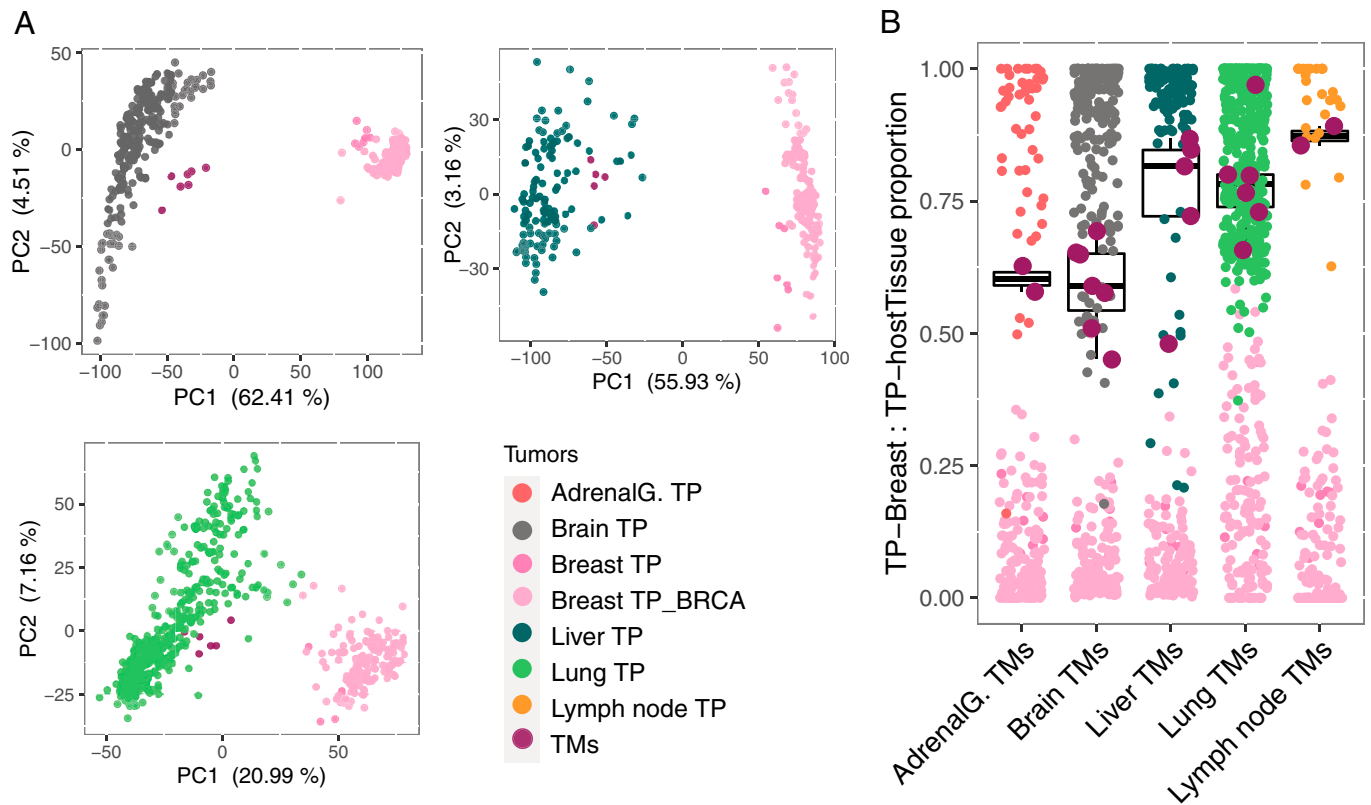 A
50
0
−50
−100
PC2 (4.51 %)
−100
−50
0
50
100
PC1 (62.41 %)
30
0
−30
PC2 (3.16 %)
−100
−50
0
50
100
PC1 (55.93 %)
50
25
0
−25
PC2 (7.16 %)
−50
0
50
PC1 (20.99 %)
Tumors
AdrenalG. TP
Brain TP
Breast TP
Breast TP_BRCA
Liver TP
Lung TP
Lymph node TP
TMs
B
1.00
0.75
0.50
0.25
0.00
TP−Breast : TP−hostTissue proportion
AdrenalG. TMs
Brain TMs
Liver TMs
Lung TMs
Lymph node TMs